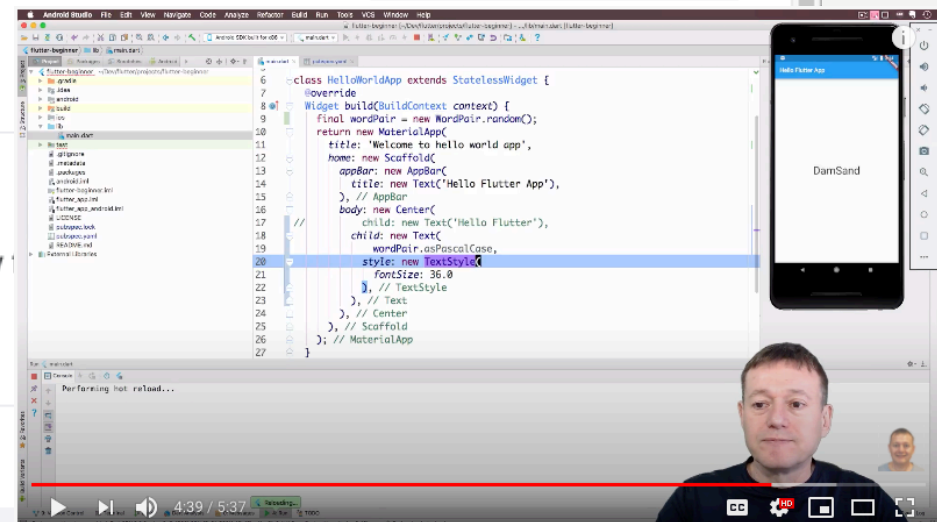 Android Studio File Edit View Navigate Code Analyze Refactor Build Run Tools VCS Window Help
flutter-beginner lib main.dart
flutter-beginner
.gradle
.idea
android
build
ios
lib
main.dart
test
.gitignore
.metadata
.packages
android.iml
flutter-beginner.iml
flutter_app.iml
flutter_app_android.iml
LICENSE
pubspec.lock
pubspec.yaml
README.md
External Libraries
6 class HelloWorldApp extends StatelessWidget {
7 @override
8 Widget build(BuildContext context) {
9 final wordPair = new WordPair.random();
10 return new MaterialApp(
11 title: 'Welcome to hello world app',
12 home: new Scaffold(
13 appBar: new AppBar(
14 title: new Text('Hello Flutter App'),
15 ), // AppBar
16 body: new Center(
17 // child: new Text('Hello Flutter'),
18 child: new Text(
19 wordPair.asPascalCase,
20 style: new TextStyle(
21 fontSize: 36.0
22 ), // TextStyle
23 ), // Text
24 ), // Center
25 ), // Scaffold
26 ); // MaterialApp
27 }
Hello Flutter App
DamSand
Run main.dart
Console
Performing hot reload...
Reloading...
TODO
4:39 / 5:37
CC
HD